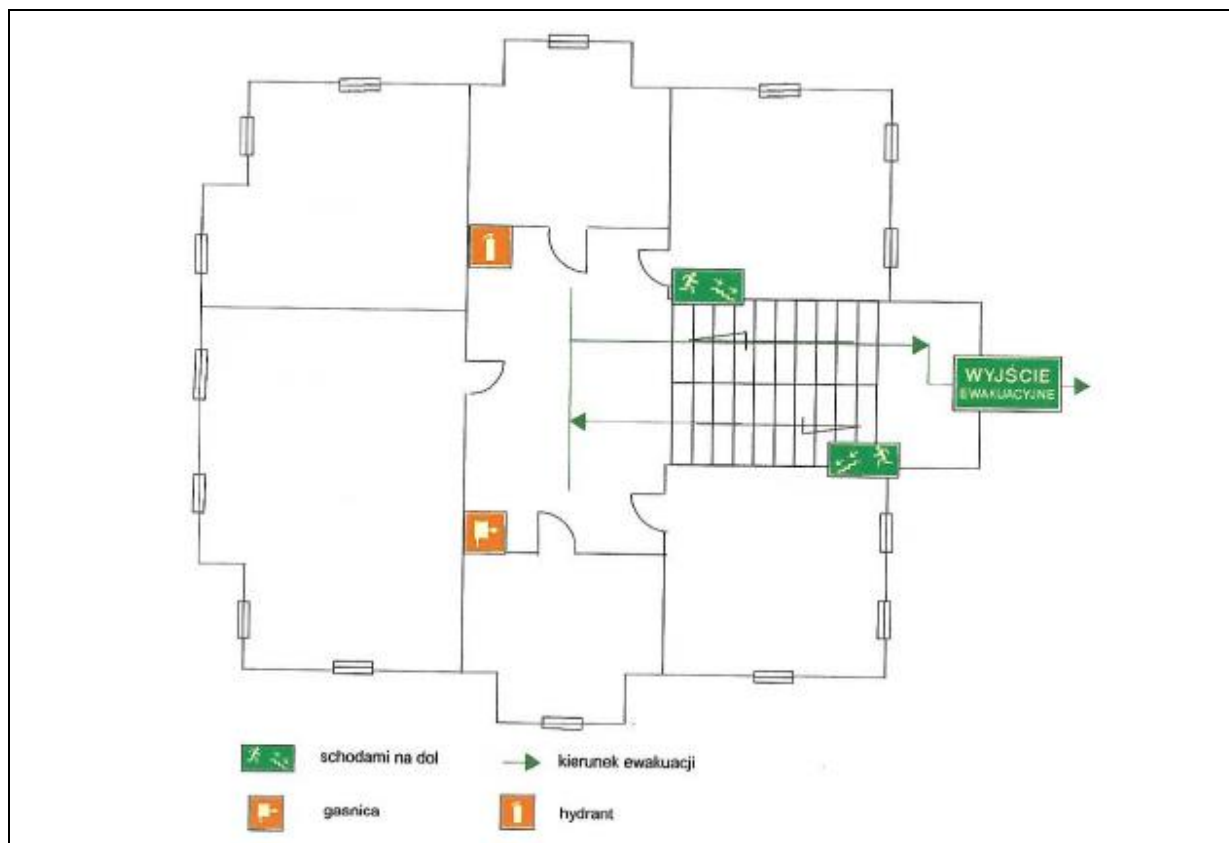 WYJŚCIE
EWAKUACYJNE
schodami na dol
kierunek ewakuacji
gasnica
hydrant